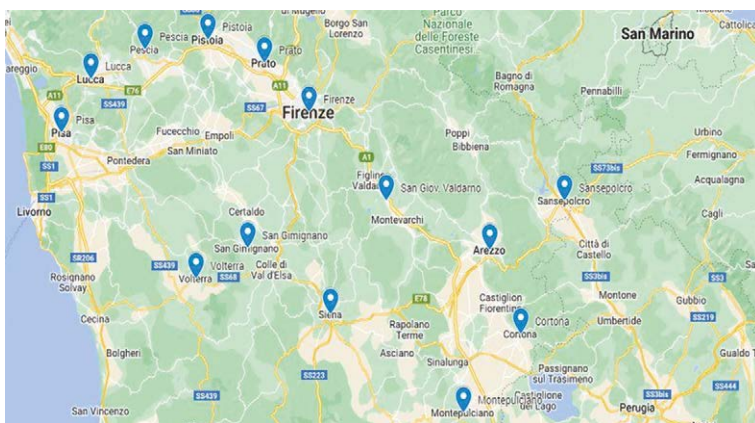 Borgo San
Lorenzo
Parco
Nazionale
delle Foreste
Casentinesi
San Marino
Cattolica
Pescia
Pescia
Pistoia
Pistoia
Prato
Prato
Lucca
Lucca
areggio
A11
E76
SS439
SS67
A11
Firenze
Firenze
Bagno di
Romagna
Pennabilli
Pisa
Pisa
E80
SS1
SS1
Pontedera
Fucecchio
San Miniato
Empoli
A1
Poppi
Bibbiena
Urbino
Fermignano
SS73bis
Acqualagna
Cagli
Figline
Valdarno
San Giov. Valdarno
Montevarchi
Sansepolcro
Sansepolcro
Livorno
Certaldo
San Gimignano
San Gimignano
Arezzo
Città di
Castello
SR206
SS439
Volterra
Volterra
SS68
Colle di
Val d'Elsa
Rosignano
Solvay
SS3bis
SS3
Gubbio
Siena
E78
Castiglion
Fiorentino
Montone
Umbertide
SS219
Cecina
Rapolano
Terme
Cortona
Cortona
Bolgheri
Asciano
Sinalunga
Gualdo T
SS223
Passignano
sul Trasimeno
SS444
SS439
San Vincenzo
Montepulciano
Montepulciano
Castiglione
del Lago
SS3bis
Perugia